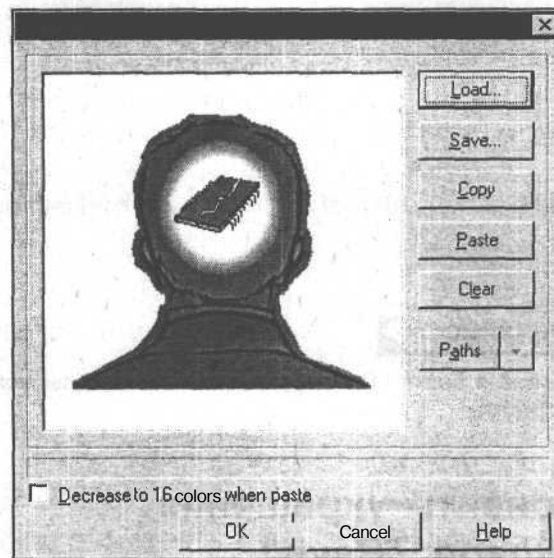 Load...
Save...
Copy
Paste
Clear
Paths
Decrease to 16 colors when paste
OK
Cancel
Help